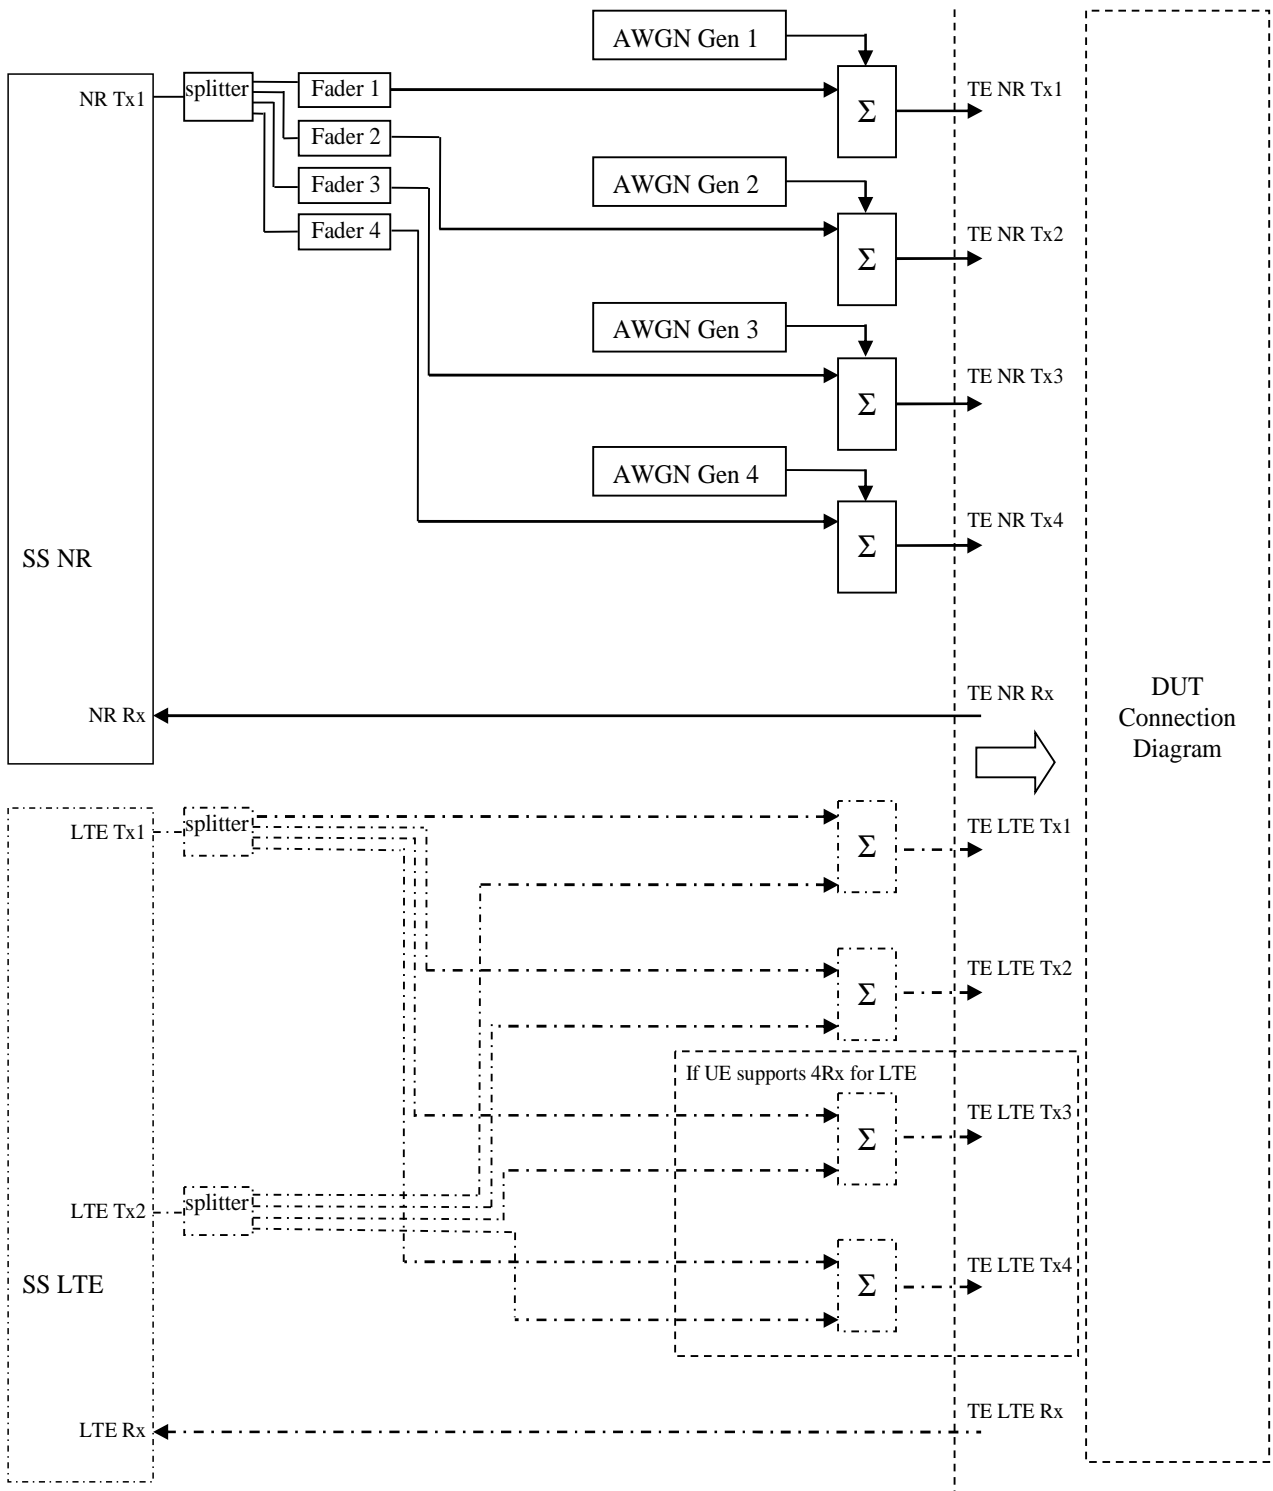 AWGN Gen 1
NR Tx1
splitter
Fader 1
Σ
TE NR Tx1
Fader 2
AWGN Gen 2
Fader 3
Fader 4
Σ
TE NR Tx2
AWGN Gen 3
Σ
TE NR Tx3
AWGN Gen 4
Σ
TE NR Tx4
SS NR
NR Rx
TE NR Rx
DUT
Connection
Diagram
LTE Tx1
splitter
Σ
TE LTE Tx1
Σ
TE LTE Tx2
If UE supports 4Rx for LTE
Σ
TE LTE Tx3
LTE Tx2
splitter
SS LTE
Σ
TE LTE Tx4
LTE Rx
TE LTE Rx